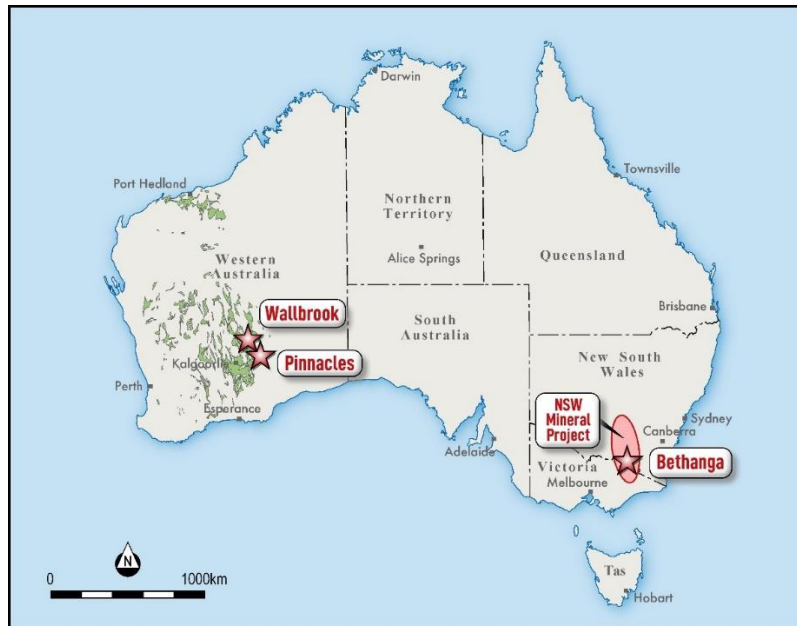 Darwin
Port Hedland
Townsville
Northern
Territory
Western
Australia
Alice Springs
Queensland
Wallbrook
Brisbane
South
Australia
Pinnacles
Kalgoorlie
New South
Wales
Perth
Esperance
NSW
Mineral
Project
Sydney
Canberra
Adelaide
Victoria
Bethanga
Melbourne
N
0
1000km
Tas
Hobart